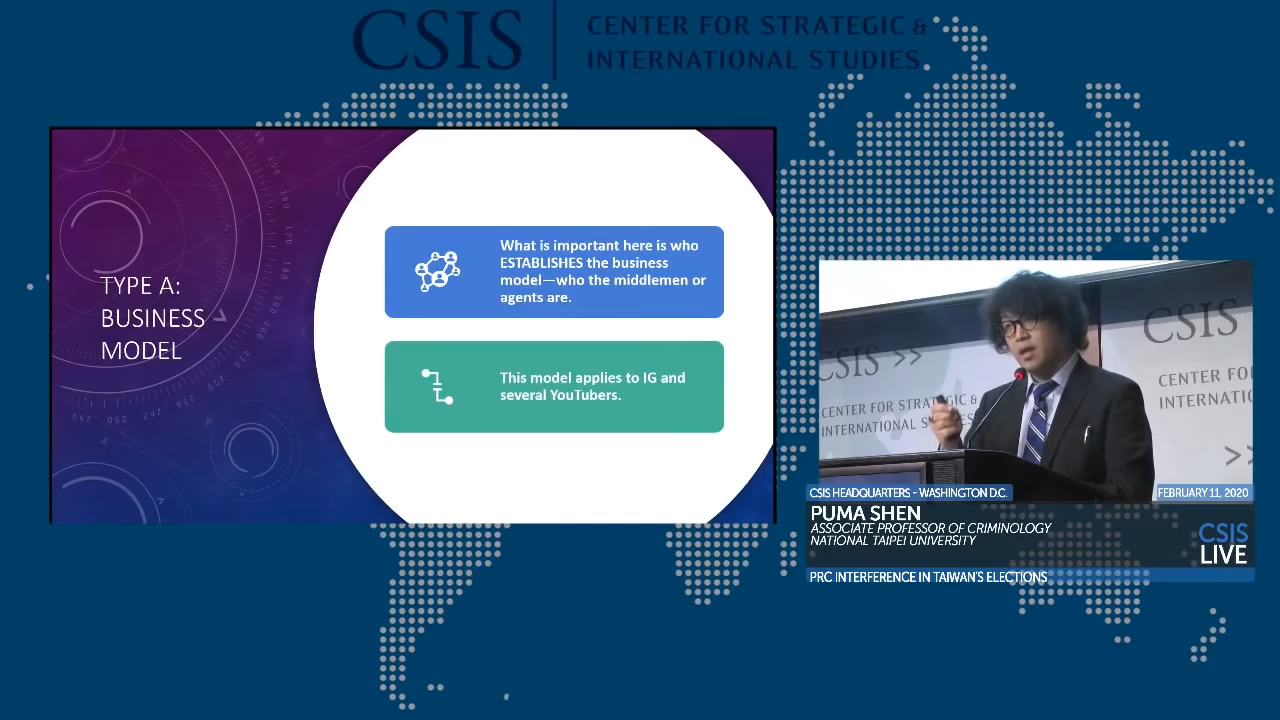 CSIS
CENTER FOR STRATEGIC &
INTERNATIONAL STUDIES
TYPE A:
BUSINESS
MODEL
What is important here is who
ESTABLISHES the business
model—who the middlemen or
agents are.
This model applies to IG and
several YouTubers.
CSIS >>
CENTER FOR STRATEGIC &
INTERNATIONAL
CSIS
CENTER FO
INTERNATIO
>>
CSIS HEADQUARTERS - WASHINGTON D.C.
FEBRUARY 11, 2020
PUMA SHEN
ASSOCIATE PROFESSOR OF CRIMINOLOGY
NATIONAL TAIPEI UNIVERSITY
CSIS
LIVE
PRC INTERFERENCE IN TAIWAN'S ELECTIONS